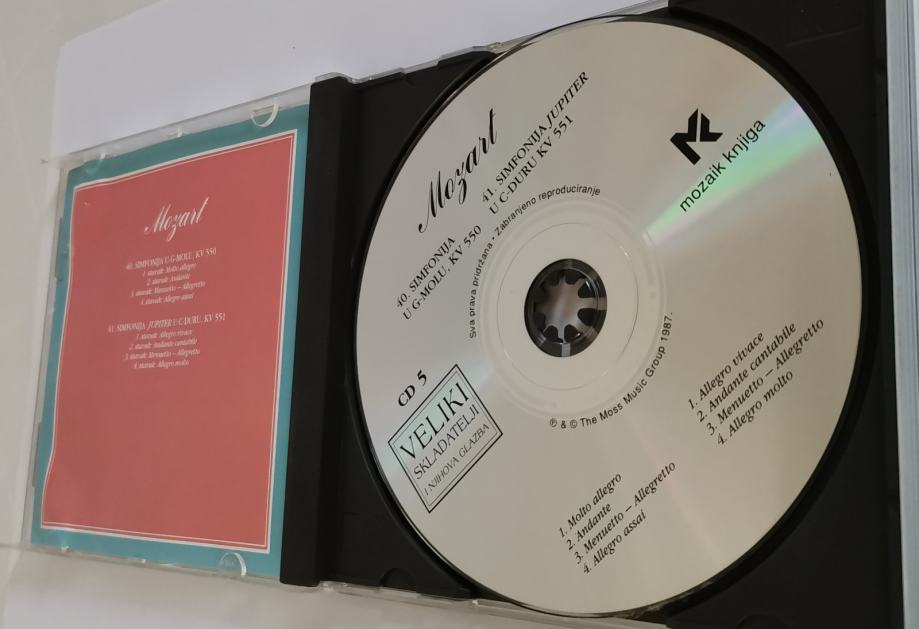 Mozart
40. SIMFONIJA U G-MOLU, KV 550
1. stavak: Molto allegro
2. stavak: Andante
3. stavak: Menuetto – Allegretto
4. stavak: Allegro assai
41. SIMFONIJA JUPITER U C-DURU, KV 551
1. stavak: Allegro vivace
2. stavak: Andante cantabile
3. stavak: Menuetto – Allegretto
4. stavak: Allegro molto
Mozart
40. SIMFONIJA
U G-MOLU, KV 550
41. SIMFONIJA JUPITER
U C-DURU KV 551
mozaik knjiga
Sva prava pridržana • Zabranjeno reproduciranje
CD 5
VELIKI
SKLADATELJI
I NJIHOVA GLAZBA
℗ & © The Moss Music Group 1987.
1. Molto allegro
2. Andante
3. Menuetto – Allegretto
4. Allegro assai
1. Allegro vivace
2. Andante cantabile
3. Menuetto – Allegretto
4. Allegro molto